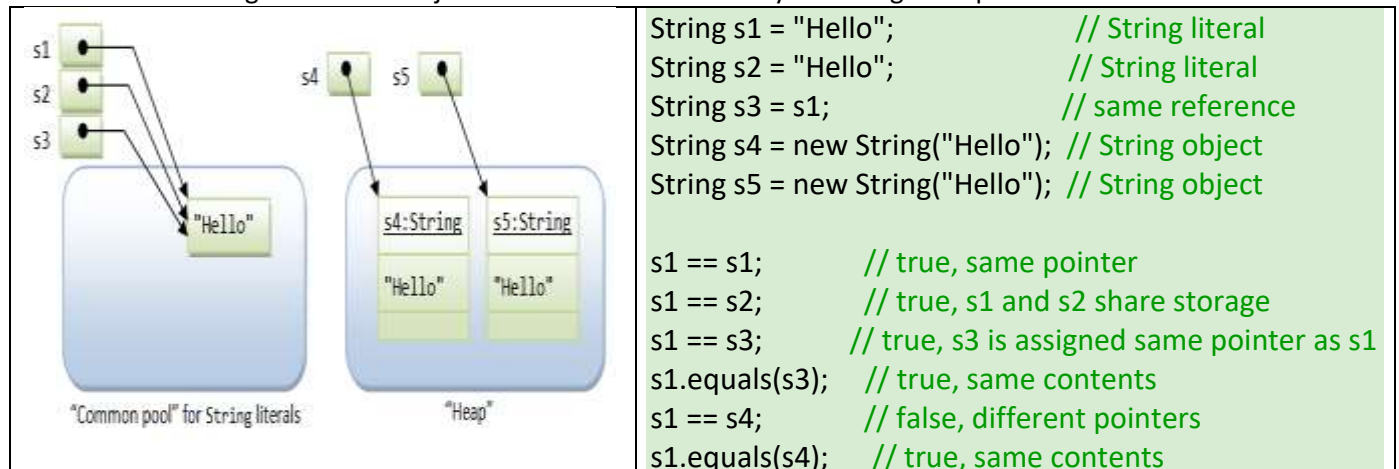 s1
s2
s3
s4
s5
"Hello"
s4:String
s5:String
"Hello"
"Hello"
"Common pool" for String literals
"Heap"
String s1 = "Hello"; // String literal
String s2 = "Hello"; // String literal
String s3 = s1; // same reference
String s4 = new String("Hello"); // String object
String s5 = new String("Hello"); // String object
s1 == s1; // true, same pointer
s1 == s2; // true, s1 and s2 share storage
s1 == s3; // true, s3 is assigned same pointer as s1
s1.equals(s3); // true, same contents
s1 == s4; // false, different pointers
s1.equals(s4); // true, same contents